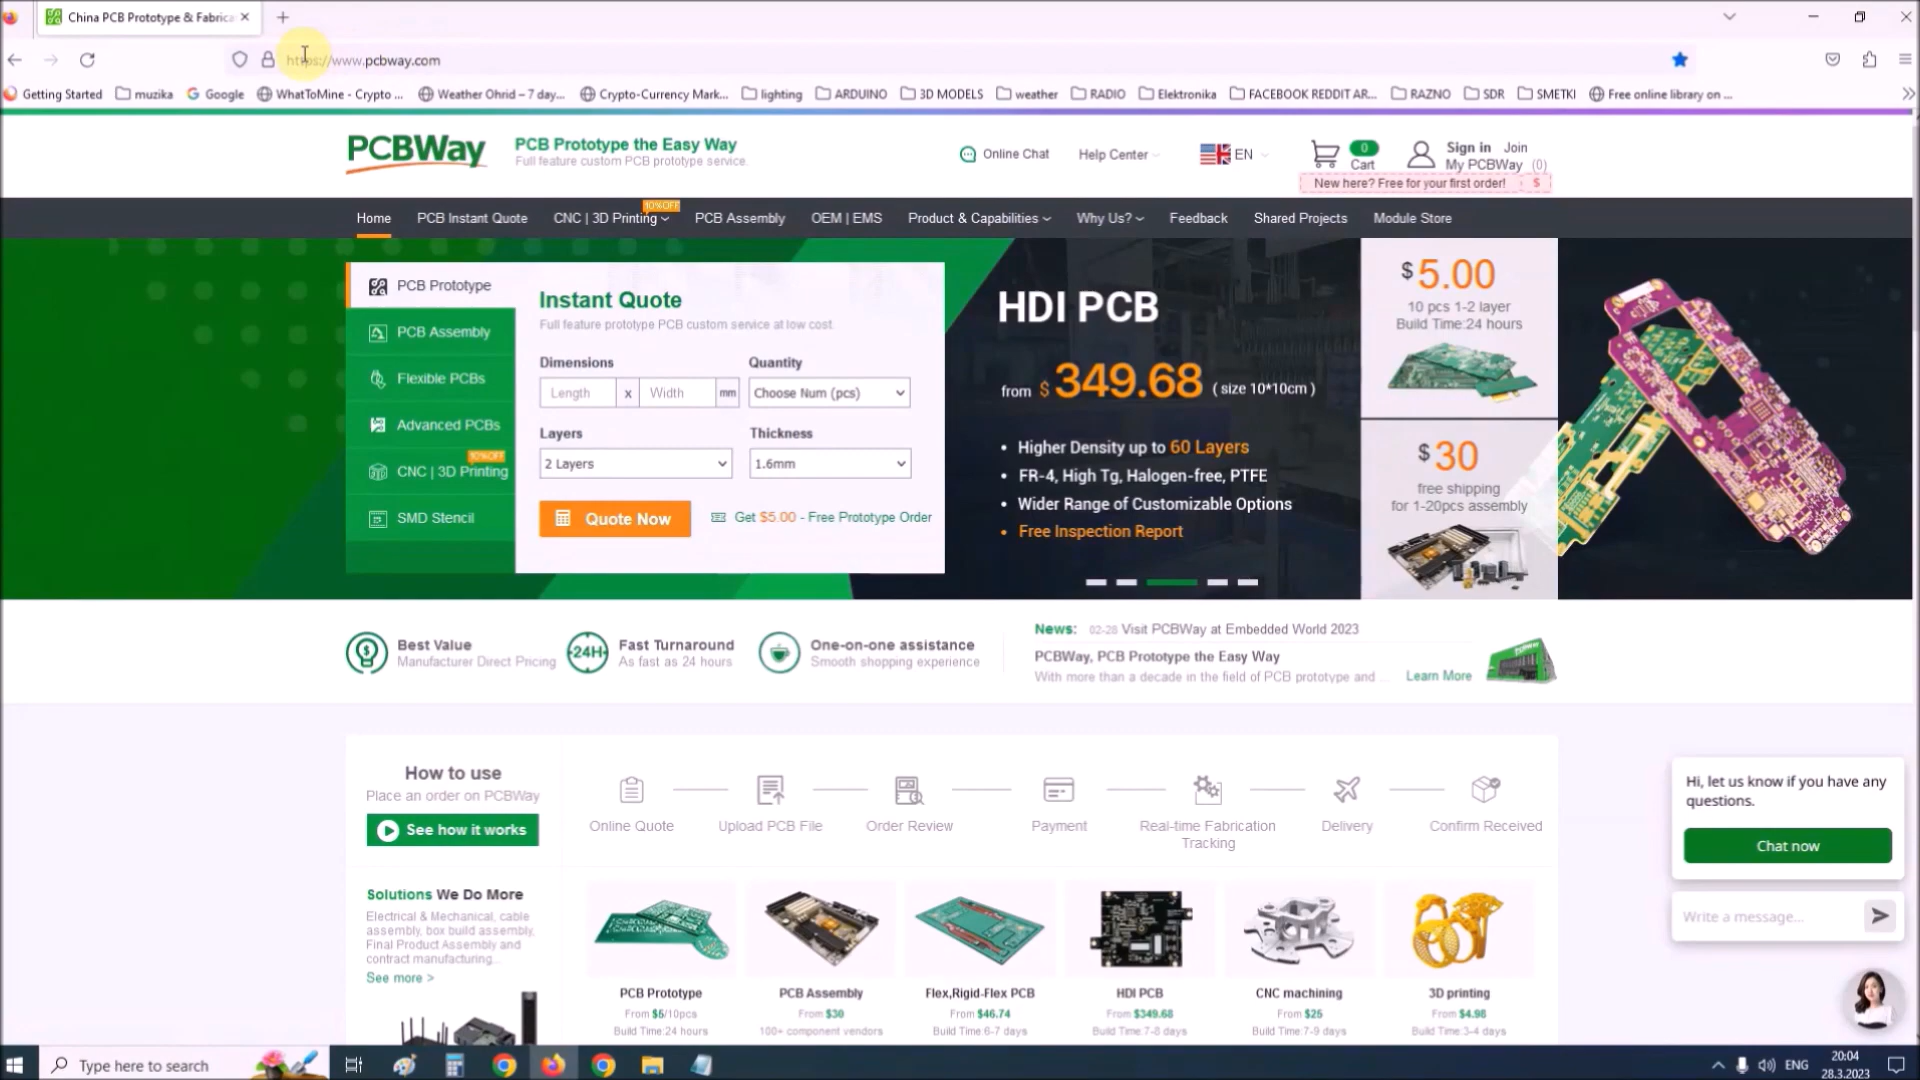 China PCB Prototype & Fabrica
https://www.pcbway.com
Getting Started
muzika
Google
WhatToMine - Crypto ...
Weather Ohrid – 7 day...
Crypto-Currency Mark...
lighting
ARDUINO
3D MODELS
weather
RADIO
Elektronika
FACEBOOK REDDIT AR...
RAZNO
SDR
SMETKI
Free online library on ...
PCBWay
PCB Prototype the Easy Way
Full feature custom PCB prototype service.
Online Chat
Help Center
EN
0
Cart
Sign in Join
My PCBWay (0)
New here? Free for your first order! $
Home
PCB Instant Quote
CNC | 3D Printing
10%OFF
PCB Assembly
OEM | EMS
Product & Capabilities
Why Us?
Feedback
Shared Projects
Module Store
PCB Prototype
PCB Assembly
Flexible PCBs
Advanced PCBs
10%OFF
CNC | 3D Printing
SMD Stencil
Instant Quote
Full feature prototype PCB custom service at low cost.
Dimensions
Quantity
Length x Width mm
Choose Num (pcs)
Layers
Thickness
2 Layers
1.6mm
Quote Now
Get $5.00 - Free Prototype Order
HDI PCB
from $ 349.68 ( size 10*10cm )
• Higher Density up to 60 Layers
• FR-4, High Tg, Halogen-free, PTFE
• Wider Range of Customizable Options
• Free Inspection Report
$5.00
10 pcs 1-2 layer
Build Time:24 hours
$30
free shipping
for 1-20pcs assembly
Best Value
Manufacturer Direct Pricing
24H
Fast Turnaround
As fast as 24 hours
One-on-one assistance
Smooth shopping experience
News: 02-28 Visit PCBWay at Embedded World 2023
PCBWay, PCB Prototype the Easy Way
With more than a decade in the field of PCB prototype and ...
Learn More
How to use
Place an order on PCBWay
See how it works
Online Quote
Upload PCB File
Order Review
Payment
Real-time Fabrication
Tracking
Delivery
Confirm Received
Solutions We Do More
Electrical & Mechanical, cable
assembly, box build assembly,
Final Product Assembly and
contract manufacturing...
See more >
PCB Prototype
From $5/10pcs
Build Time:24 hours
PCB Assembly
From $30
100+ component vendors
Flex,Rigid-Flex PCB
From $46.74
Build Time:6-7 days
HDI PCB
From $349.68
Build Time:7-8 days
CNC machining
From $25
Build Time:7-9 days
3D printing
From $4.98
Build Time:3-4 days
Hi, let us know if you have any
questions.
Chat now
Write a message...
Type here to search
ENG
20:04
28.3.2023